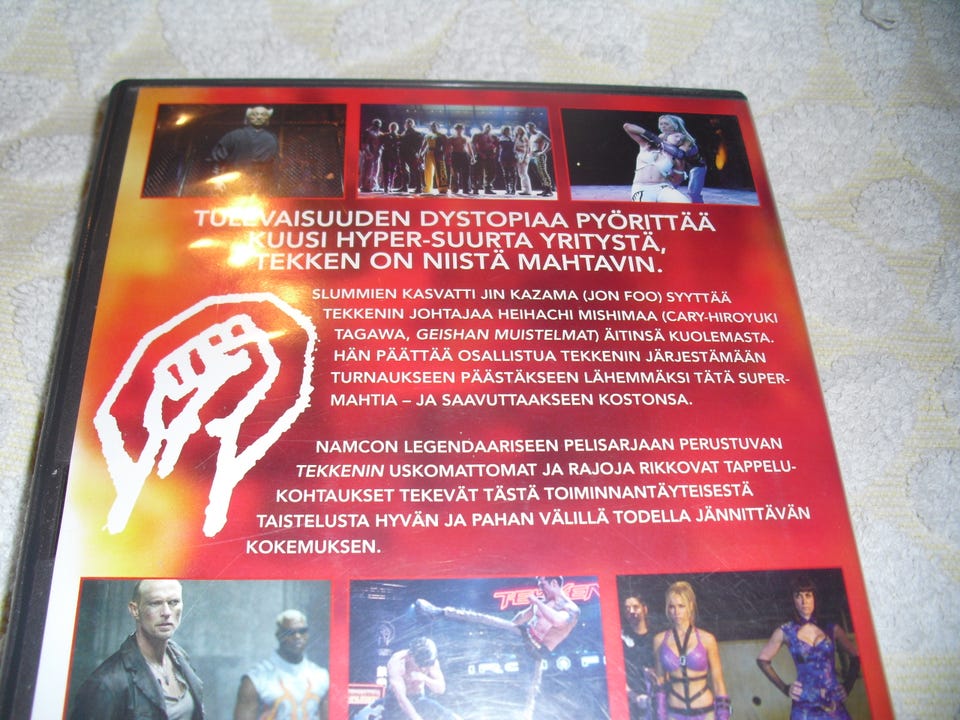 TULEVAISUUDEN DYSTOPIAA PYÖRITTÄÄ
KUUSI HYPER-SUURTA YRITYSTÄ,
TEKKEN ON NIISTÄ MAHTAVIN.
SLUMMIEN KASVATTI JIN KAZAMA (JON FOO) SYYTTÄÄ
TEKKENIN JOHTAJAA HEIHACHI MISHIMAA (CARY-HIROYUKI
TAGAWA, GEISHAN MUISTELMAT) ÄITINSÄ KUOLEMASTA.
HÄN PÄÄTTÄÄ OSALLISTUA TEKKENIN JÄRJESTÄMÄÄN
TURNAUKSEEN PÄÄSTÄKSEEN LÄHEMMÄKSI TÄTÄ SUPER-
MAHTIA – JA SAAVUTTAAKSEEN KOSTONSA.
NAMCON LEGENDAARISEEN PELISARJAAN PERUSTUVAN
TEKKENIN USKOMATTOMAT JA RAJOJA RIKKOVAT TAPPELU-
KOHTAUKSET TEKEVÄT TÄSTÄ TOIMINNANTÄYTEISESTÄ
TAISTELUSTA HYVÄN JA PAHAN VÄLILLÄ TODELLA JÄNNITTÄVÄN
KOKEMUKSEN.
TEKKEN